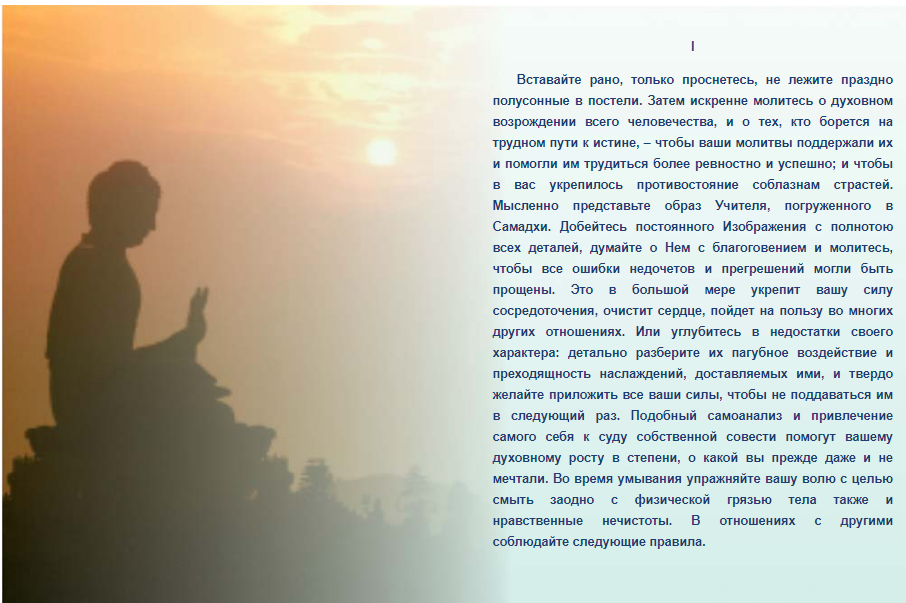 I
Вставайте рано, только проснетесь, не лежите праздно
полусонные в постели. Затем искренне молитесь о духовном
возрождении всего человечества, и о тех, кто борется на
трудном пути к истине, – чтобы ваши молитвы поддержали их
и помогли им трудиться более ревностно и успешно; и чтобы
в вас укрепилось противостояние соблазнам страстей.
Мысленно представьте образ Учителя, погруженного в
Самадхи. Добейтесь постоянного Изображения с полнотою
всех деталей, думайте о Нем с благоговением и молитесь,
чтобы все ошибки недочетов и прегрешений могли быть
прощены. Это в большой мере укрепит вашу силу
сосредоточения, очистит сердце, пойдет на пользу во многих
других отношениях. Или углубитесь в недостатки своего
характера: детально разберите их пагубное воздействие и
преходящность наслаждений, доставляемых ими, и твердо
желайте приложить все ваши силы, чтобы не поддаваться им
в следующий раз. Подобный самоанализ и привлечение
самого себя к суду собственной совести помогут вашему
духовному росту в степени, о какой вы прежде даже и не
мечтали. Во время умывания упражняйте вашу волю с целью
смыть заодно с физической грязью тела также и
нравственные нечистоты. В отношениях с другими
соблюдайте следующие правила.